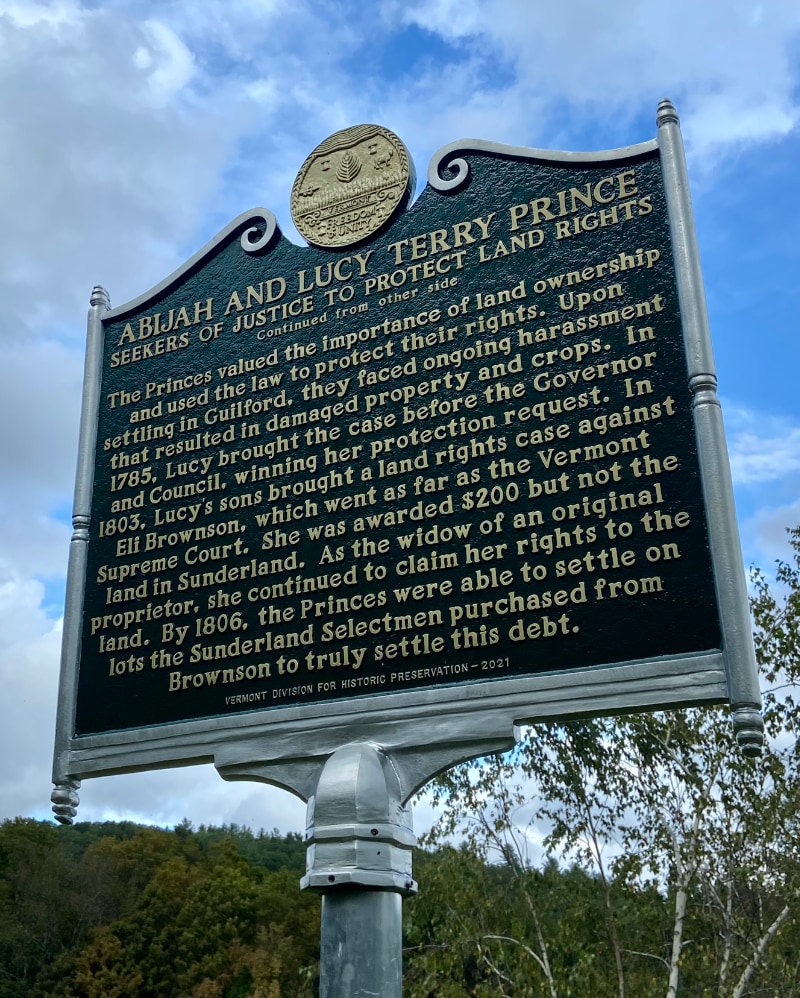 VERMONT
FREEDOM
& UNITY
ABIJAH AND LUCY TERRY PRINCE
SEEKERS OF JUSTICE TO PROTECT LAND RIGHTS
Continued from other side
The Princes valued the importance of land ownership
and used the law to protect their rights. Upon
settling in Guilford, they faced ongoing harassment
that resulted in damaged property and crops. In
1785, Lucy brought the case before the Governor
and Council, winning her protection request. In
1803, Lucy's sons brought a land rights case against
Eli Brownson, which went as far as the Vermont
Supreme Court. She was awarded $200 but not the
land in Sunderland. As the widow of an original
proprietor, she continued to claim her rights to the
land. By 1806, the Princes were able to settle on
lots the Sunderland Selectmen purchased from
Brownson to truly settle this debt.
VERMONT DIVISION FOR HISTORIC PRESERVATION – 2021